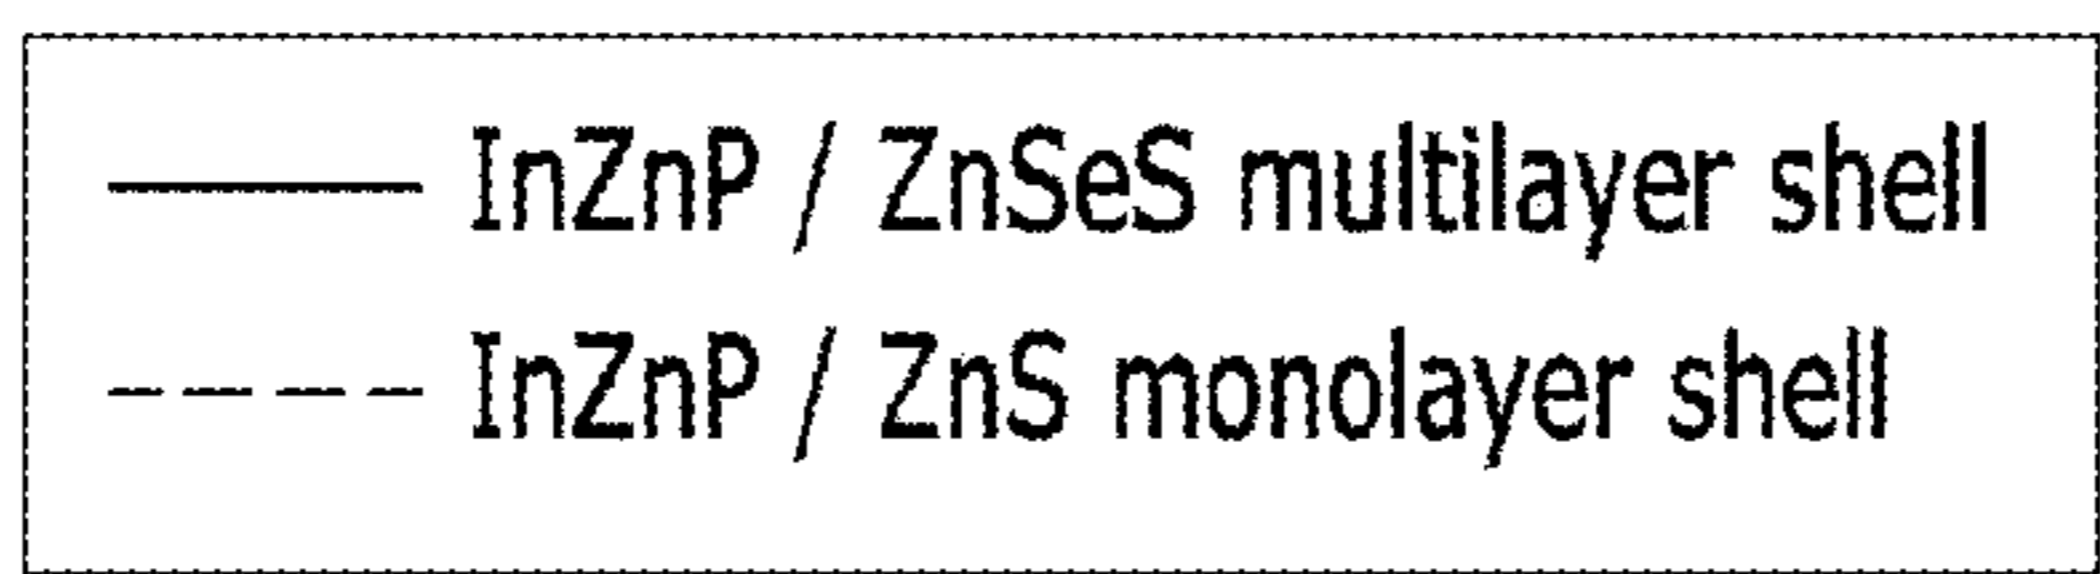 InZnP / ZnSeS multilayer shell
InZnP / ZnS monolayer shell